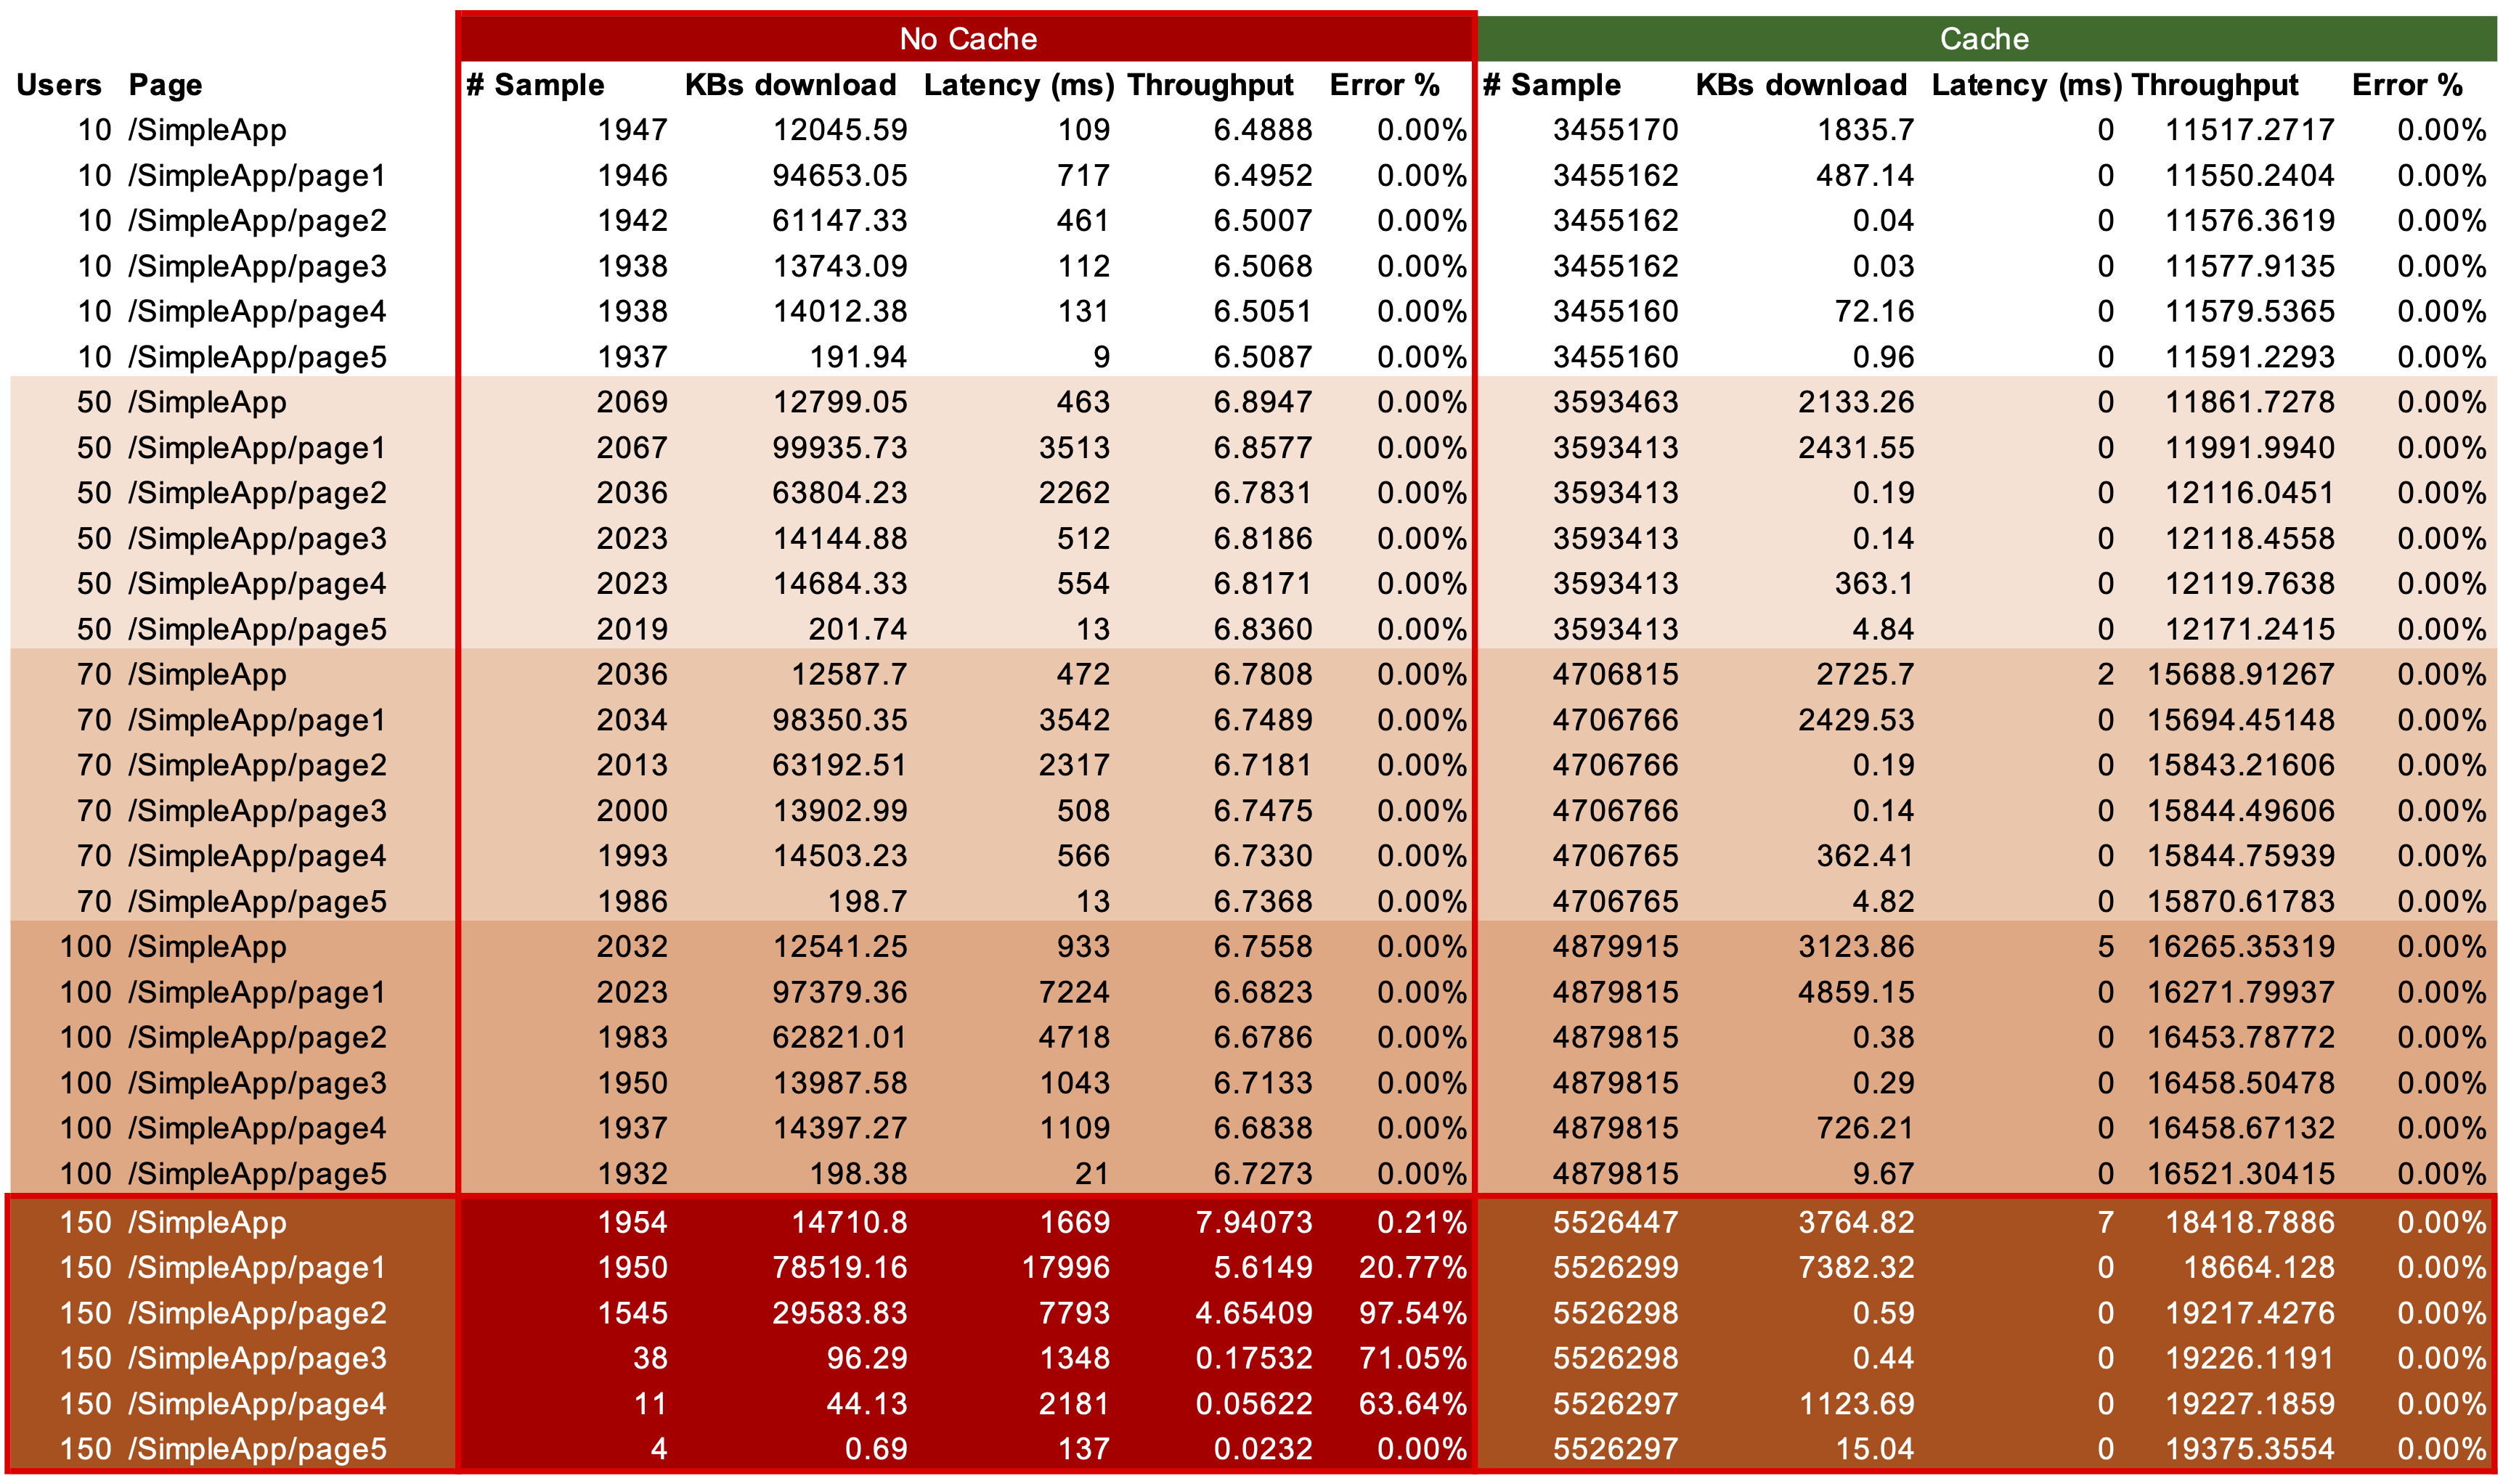 No Cache Cache
Users Page # Sample KBs download Latency (ms) Throughput Error % # Sample KBs download Latency (ms) Throughput Error %
10 /SimpleApp 1947 12045.59 109 6.4888 0.00% 3455170 1835.7 0 11517.2717 0.00%
10 /SimpleApp/page1 1946 94653.05 717 6.4952 0.00% 3455162 487.14 0 11550.2404 0.00%
10 /SimpleApp/page2 1942 61147.33 461 6.5007 0.00% 3455162 0.04 0 11576.3619 0.00%
10 /SimpleApp/page3 1938 13743.09 112 6.5068 0.00% 3455162 0.03 0 11577.9135 0.00%
10 /SimpleApp/page4 1938 14012.38 131 6.5051 0.00% 3455160 72.16 0 11579.5365 0.00%
10 /SimpleApp/page5 1937 191.94 9 6.5087 0.00% 3455160 0.96 0 11591.2293 0.00%
50 /SimpleApp 2069 12799.05 463 6.8947 0.00% 3593463 2133.26 0 11861.7278 0.00%
50 /SimpleApp/page1 2067 99935.73 3513 6.8577 0.00% 3593413 2431.55 0 11991.9940 0.00%
50 /SimpleApp/page2 2036 63804.23 2262 6.7831 0.00% 3593413 0.19 0 12116.0451 0.00%
50 /SimpleApp/page3 2023 14144.88 512 6.8186 0.00% 3593413 0.14 0 12118.4558 0.00%
50 /SimpleApp/page4 2023 14684.33 554 6.8171 0.00% 3593413 363.1 0 12119.7638 0.00%
50 /SimpleApp/page5 2019 201.74 13 6.8360 0.00% 3593413 4.84 0 12171.2415 0.00%
70 /SimpleApp 2036 12587.7 472 6.7808 0.00% 4706815 2725.7 2 15688.91267 0.00%
70 /SimpleApp/page1 2034 98350.35 3542 6.7489 0.00% 4706766 2429.53 0 15694.45148 0.00%
70 /SimpleApp/page2 2013 63192.51 2317 6.7181 0.00% 4706766 0.19 0 15843.21606 0.00%
70 /SimpleApp/page3 2000 13902.99 508 6.7475 0.00% 4706766 0.14 0 15844.49606 0.00%
70 /SimpleApp/page4 1993 14503.23 566 6.7330 0.00% 4706765 362.41 0 15844.75939 0.00%
70 /SimpleApp/page5 1986 198.7 13 6.7368 0.00% 4706765 4.82 0 15870.61783 0.00%
100 /SimpleApp 2032 12541.25 933 6.7558 0.00% 4879915 3123.86 5 16265.35319 0.00%
100 /SimpleApp/page1 2023 97379.36 7224 6.6823 0.00% 4879815 4859.15 0 16271.79937 0.00%
100 /SimpleApp/page2 1983 62821.01 4718 6.6786 0.00% 4879815 0.38 0 16453.78772 0.00%
100 /SimpleApp/page3 1950 13987.58 1043 6.7133 0.00% 4879815 0.29 0 16458.50478 0.00%
100 /SimpleApp/page4 1937 14397.27 1109 6.6838 0.00% 4879815 726.21 0 16458.67132 0.00%
100 /SimpleApp/page5 1932 198.38 21 6.7273 0.00% 4879815 9.67 0 16521.30415 0.00%
150 /SimpleApp 1954 14710.8 1669 7.94073 0.21% 5526447 3764.82 7 18418.7886 0.00%
150 /SimpleApp/page1 1950 78519.16 17996 5.6149 20.77% 5526299 7382.32 0 18664.128 0.00%
150 /SimpleApp/page2 1545 29583.83 7793 4.65409 97.54% 5526298 0.59 0 19217.4276 0.00%
150 /SimpleApp/page3 38 96.29 1348 0.17532 71.05% 5526298 0.44 0 19226.1191 0.00%
150 /SimpleApp/page4 11 44.13 2181 0.05622 63.64% 5526297 1123.69 0 19227.1859 0.00%
150 /SimpleApp/page5 4 0.69 137 0.0232 0.00% 5526297 15.04 0 19375.3554 0.00%